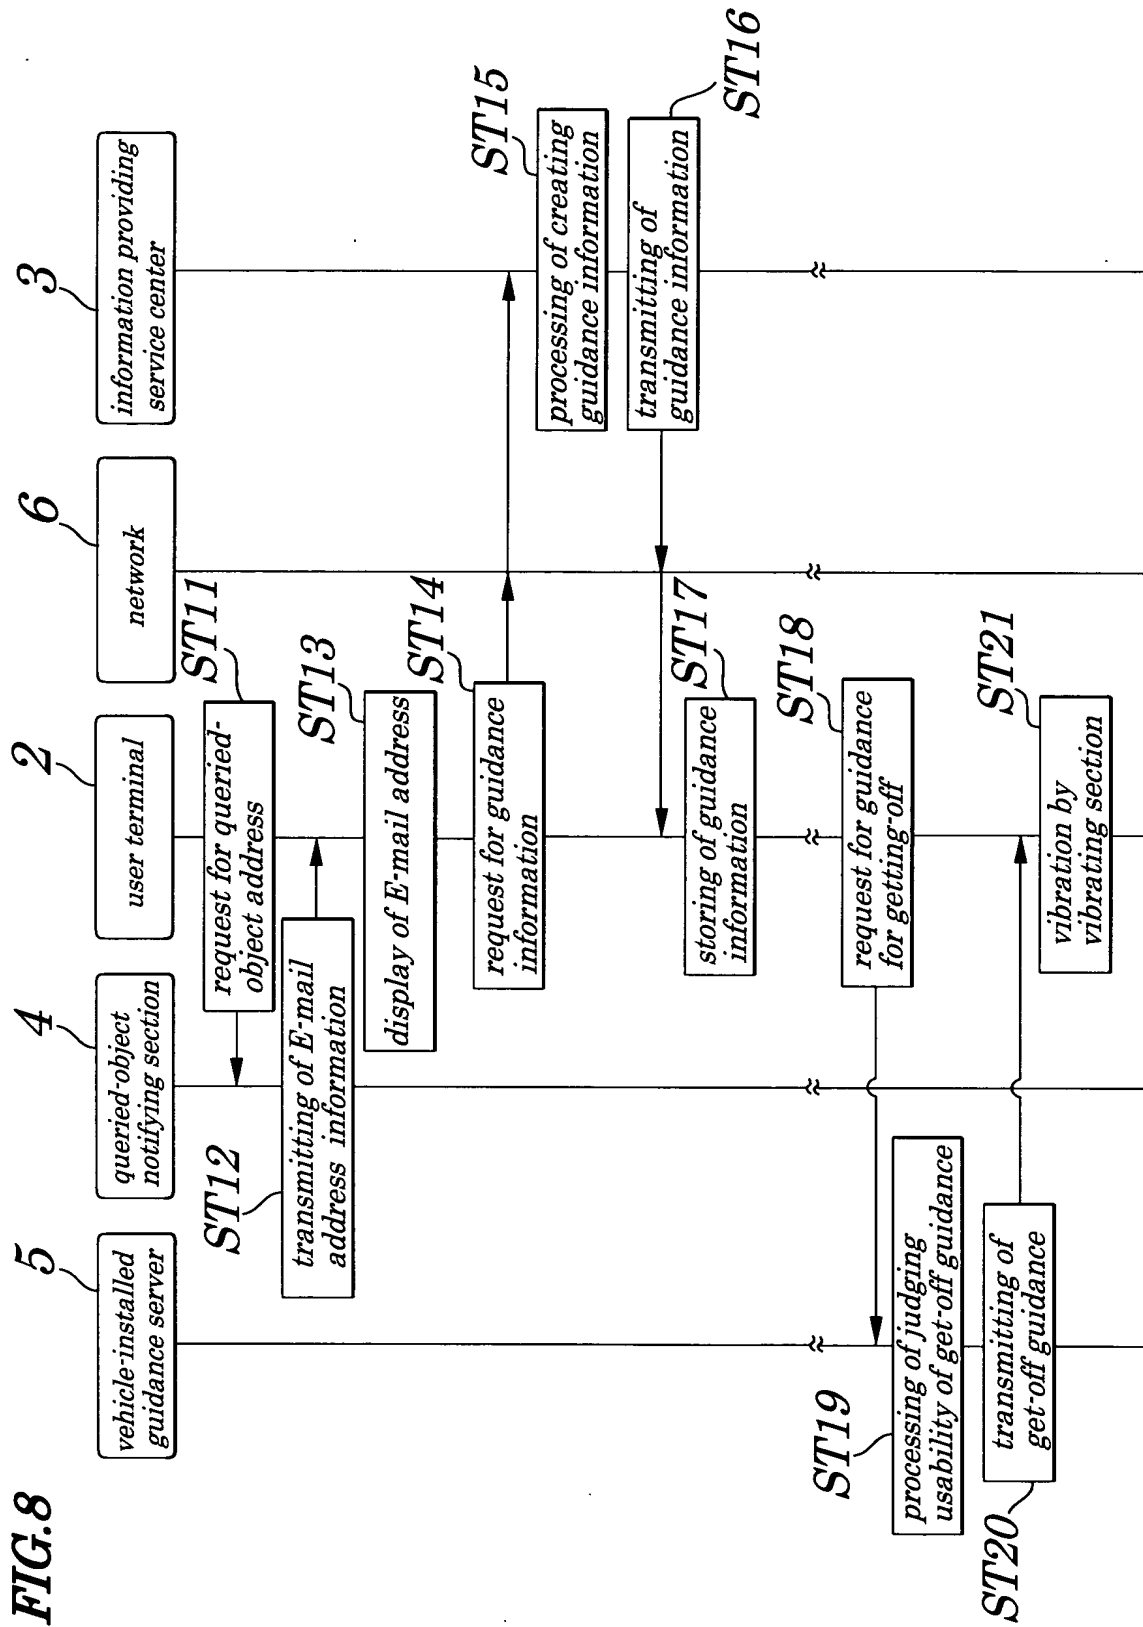 FIG.8
5
vehicle-installed
guidance server
4
queried-object
notifying section
2
user terminal
6
network
3
information providing
service center
ST11
request for queried-
object address
ST12
transmitting of E-mail
address information
ST13
display of E-mail address
ST14
request for guidance
information
ST15
processing of creating
guidance information
ST16
transmitting of
guidance information
ST17
storing of guidance
information
ST18
request for guidance
for getting-off
ST19
processing of judging
usability of get-off guidance
ST20
transmitting of
get-off guidance
ST21
vibration by
vibrating section